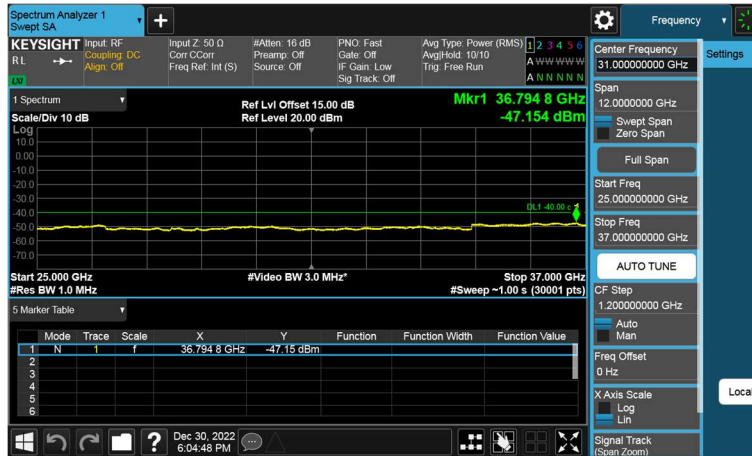 Spectrum Analyzer 1
Swept SA
Frequency
KEYSIGHT
RL
LXI
Input: RF
Coupling: DC
Align: Off
Input Z: 50 Ω
Corr CCorr
Freq Ref: Int (S)
#Atten: 16 dB
Preamp: Off
Source: Off
PNO: Fast
Gate: Off
IF Gain: Low
Sig Track: Off
Avg Type: Power (RMS)
Avg|Hold: 10/10
Trig: Free Run
1 2 3 4 5 6
A W W W W W
A N N N N N
1 Spectrum
Scale/Div 10 dB
Ref Lvl Offset 15.00 dB
Ref Level 20.00 dBm
Mkr1 36.794 8 GHz
-47.154 dBm
Log
10.0
0.00
-10.0
-20.0
-30.0
-40.0
-50.0
-60.0
-70.0
DL1 -40.00
1
Start 25.000 GHz
#Res BW 1.0 MHz
#Video BW 3.0 MHz*
Stop 37.000 GHz
#Sweep ~1.00 s (30001 pts)
5 Marker Table
Mode Trace Scale X Y Function Function Width Function Value
1 N 1 f 36.794 8 GHz -47.15 dBm
2
3
4
5
6
Dec 30, 2022
6:04:48 PM
Center Frequency
31.000000000 GHz
Settings
Span
12.0000000 GHz
Swept Span
Zero Span
Full Span
Start Freq
25.000000000 GHz
Stop Freq
37.000000000 GHz
AUTO TUNE
CF Step
1.200000000 GHz
Auto
Man
Freq Offset
0 Hz
X Axis Scale
Log
Lin
Local
Signal Track
(Span Zoom)